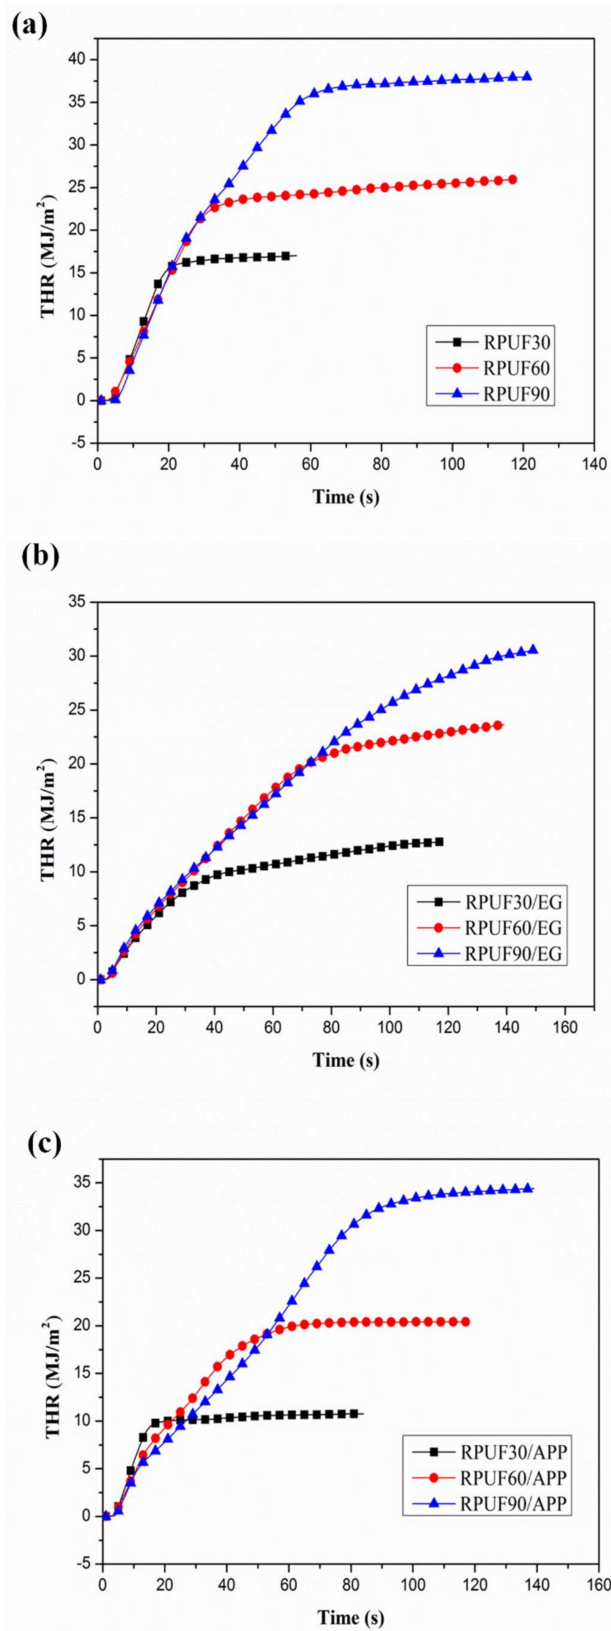 (a)
40
35
30
25
20
15
10
5
0
-5
THR (MJ/m²)
RPUF30
RPUF60
RPUF90
0 20 40 60 80 100 120 140
Time (s)
(b)
35
30
25
20
15
10
5
0
THR (MJ/m²)
RPUF30/EG
RPUF60/EG
RPUF90/EG
0 20 40 60 80 100 120 140 160
Time (s)
(c)
35
30
25
20
15
10
5
0
-5
THR (MJ/m²)
RPUF30/APP
RPUF60/APP
RPUF90/APP
0 20 40 60 80 100 120 140 160
Time (s)